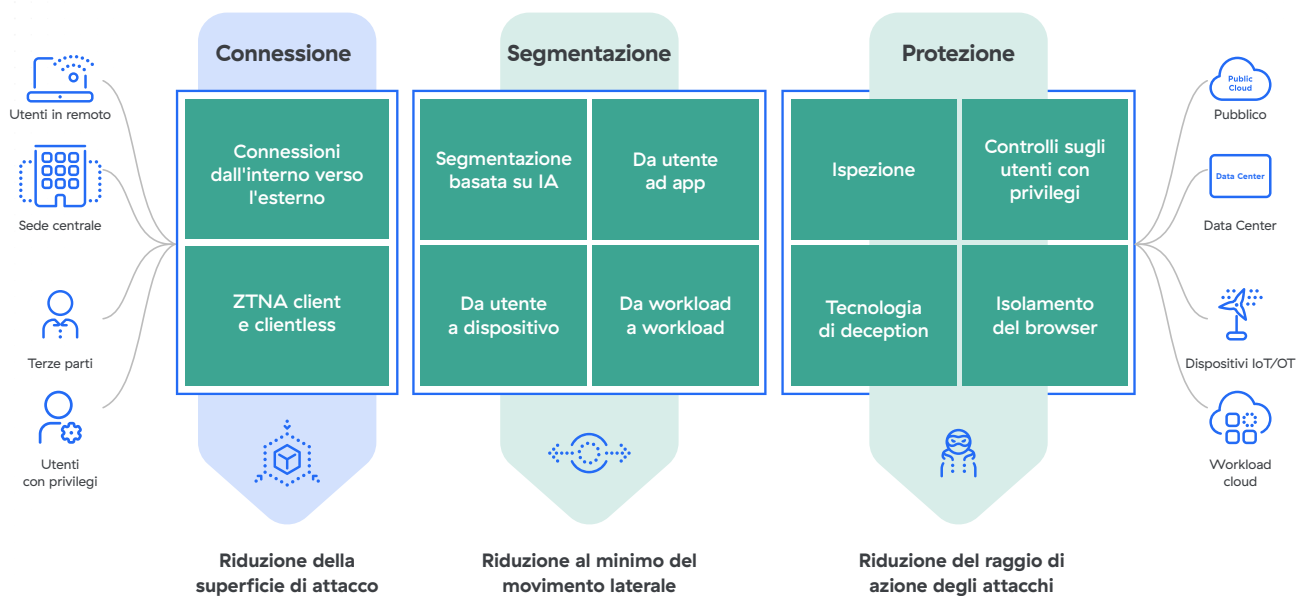 Connessione
Segmentazione
Protezione
Utenti in remoto
Sede centrale
Terze parti
Utenti
con privilegi
Connessioni
dall'interno verso
l'esterno
ZTNA client
e clientless
Segmentazione
basata su IA
Da utente
ad app
Da utente
a dispositivo
Da workload
a workload
Ispezione
Controlli sugli
utenti con
privilegi
Tecnologia
di deception
Isolamento
del browser
Public
Cloud
Pubblico
Data Center
Data Center
Dispositivi IoT/OT
Workload
cloud
Riduzione della
superficie di attacco
Riduzione al minimo del
movimento laterale
Riduzione del raggio di
azione degli attacchi